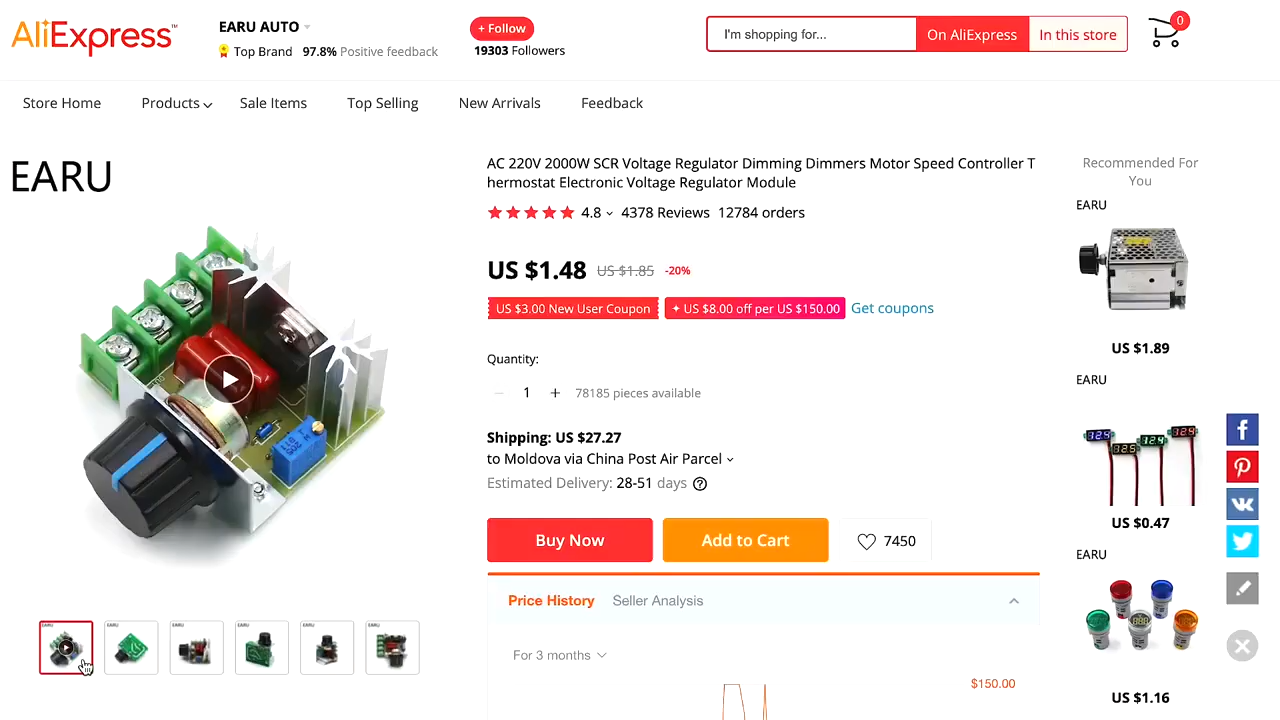 AliExpress™
EARU AUTO
Top Brand 97.8% Positive feedback
+ Follow
19303 Followers
I'm shopping for...
On AliExpress
In this store
0
Store Home
Products
Sale Items
Top Selling
New Arrivals
Feedback
EARU
AC 220V 2000W SCR Voltage Regulator Dimming Dimmers Motor Speed Controller T
hermostat Electronic Voltage Regulator Module
4.8
4378 Reviews
12784 orders
US $1.48
US $1.85
-20%
US $3.00 New User Coupon
+ US $8.00 off per US $150.00
Get coupons
Quantity:
1
78185 pieces available
Shipping: US $27.27
to Moldova via China Post Air Parcel
Estimated Delivery: 28-51 days
Buy Now
Add to Cart
7450
Price History
Seller Analysis
For 3 months
$150.00
Recommended For
You
EARU
US $1.89
EARU
US $0.47
EARU
US $1.16